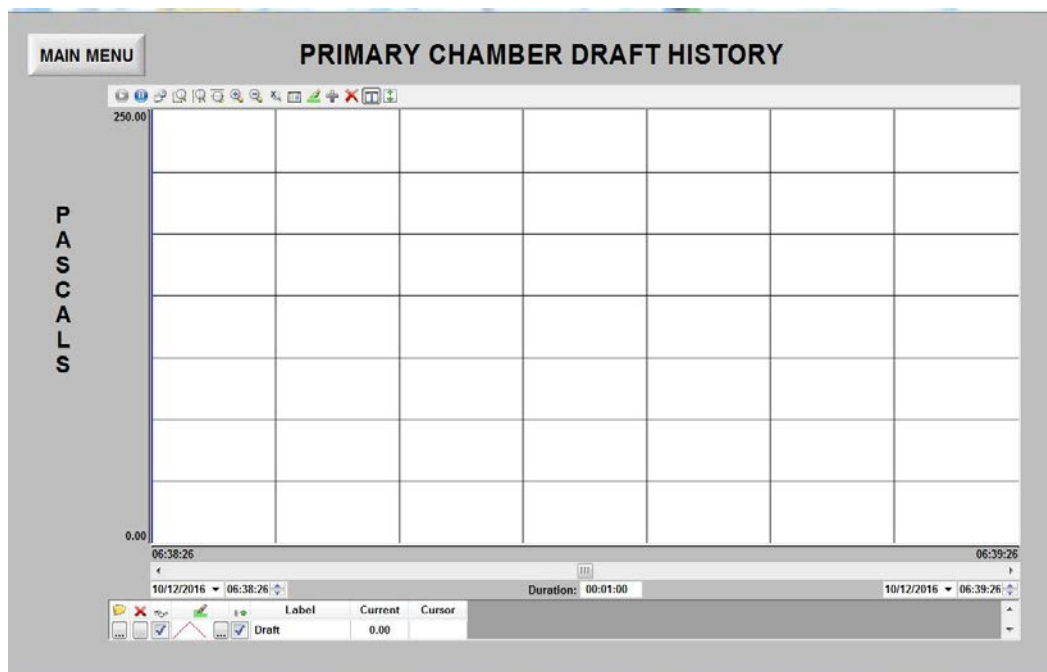 MAIN MENU
PRIMARY CHAMBER DRAFT HISTORY
250.00
PASCALS
0.00
06:38:26 06:39:26
10/12/2016 06:38:26 Duration: 00:01:00 10/12/2016 06:39:26
Label Current Cursor
... ... Draft 0.00